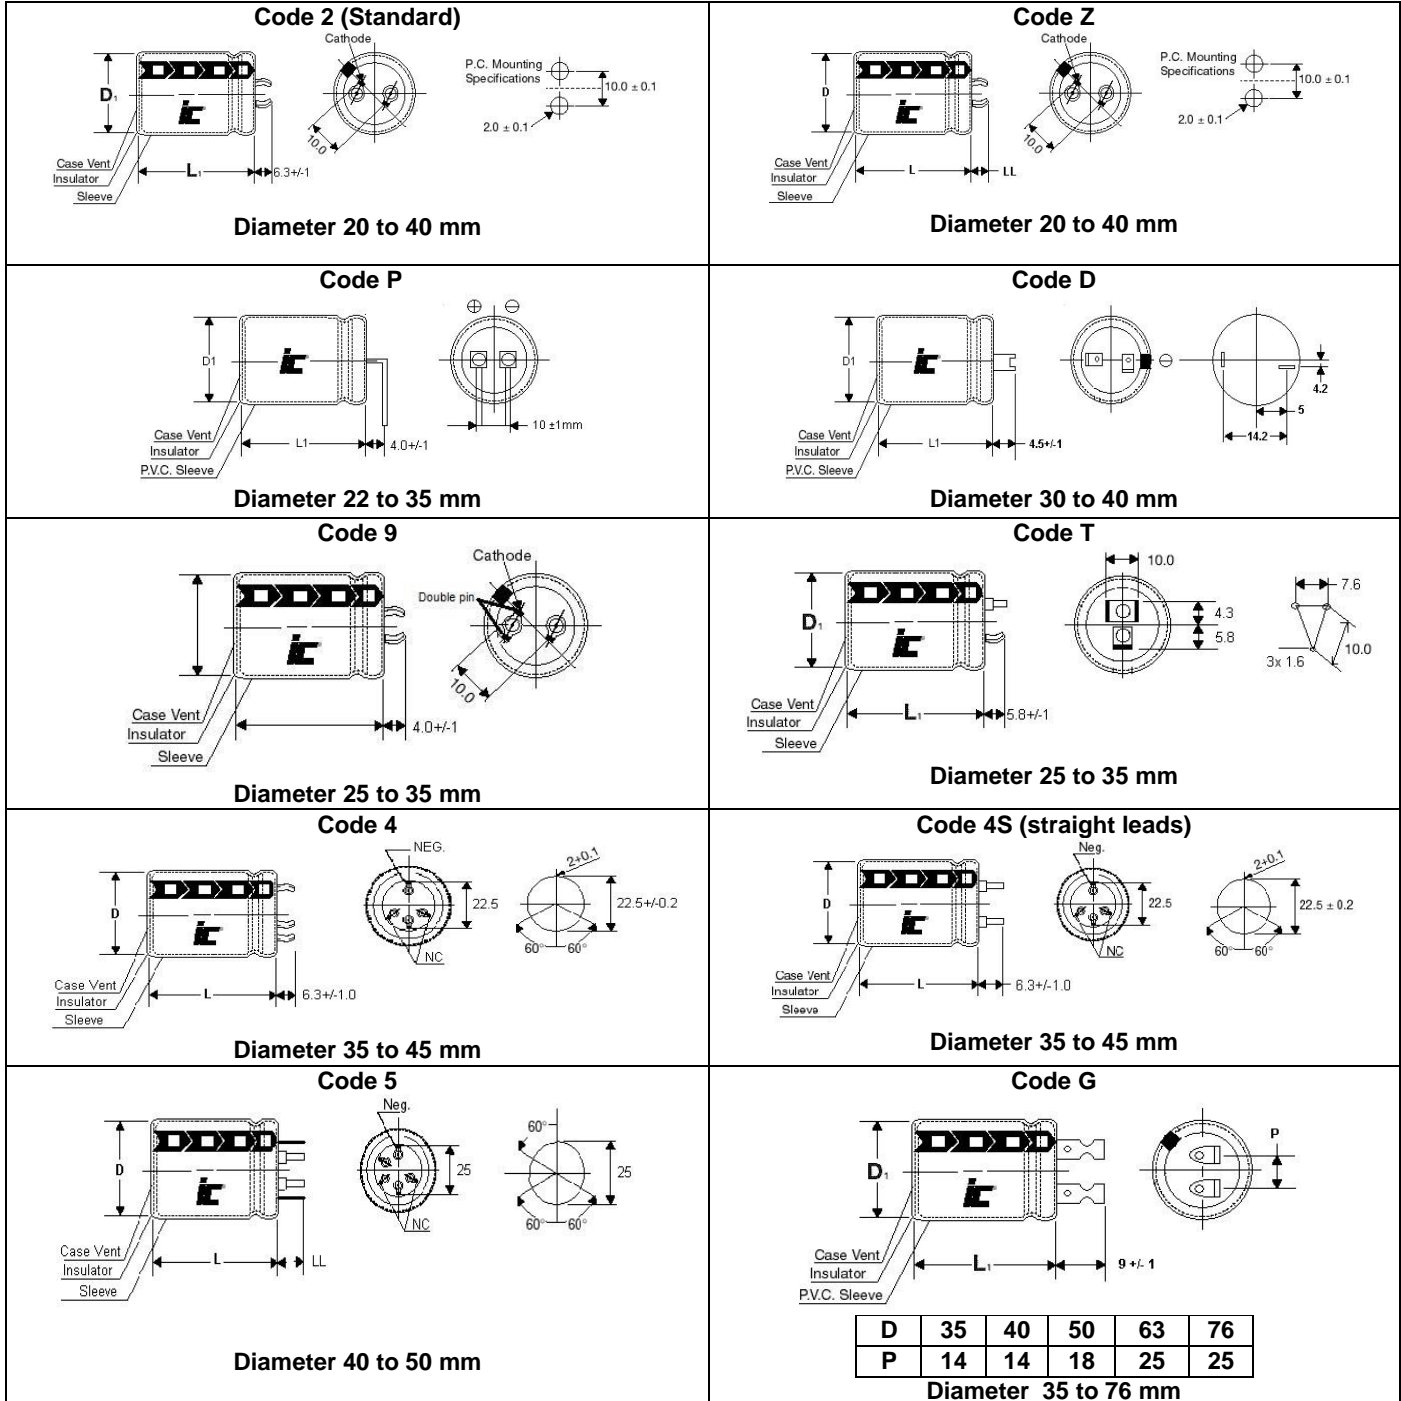 Code 2 (Standard)
Cathode
P.C. Mounting
Specifications
10.0 ± 0.1
2.0 ± 0.1
D1
ic
10.0
Case Vent
Insulator
Sleeve
L1
6.3+/-1
Diameter 20 to 40 mm
Code Z
Cathode
P.C. Mounting
Specifications
10.0 ± 0.1
2.0 ± 0.1
D
ic
10.0
Case Vent
Insulator
Sleeve
L
LL
Diameter 20 to 40 mm
Code P
D1
ic
10 ±1mm
Case Vent
Insulator
P.V.C. Sleeve
L1
4.0+/-1
Diameter 22 to 35 mm
Code D
D1
ic
4.2
5
14.2
Case Vent
Insulator
P.V.C. Sleeve
L1
4.5+/-1
Diameter 30 to 40 mm
Code 9
Cathode
Double pin
ic
10.0
Case Vent
Insulator
Sleeve
4.0+/-1
Diameter 25 to 35 mm
Code T
10.0
7.6
4.3
5.8
10.0
3x 1.6
D1
ic
Case Vent
Insulator
Sleeve
L1
5.8+/-1
Diameter 25 to 35 mm
Code 4
NEG.
2+0.1
D
22.5
22.5+/-0.2
ic
60° 60°
NC
Case Vent
Insulator
Sleeve
L
6.3+/-1.0
Diameter 35 to 45 mm
Code 4S (straight leads)
Neg.
2+0.1
D
22.5
22.5 ± 0.2
ic
60° 60°
NC
Case Vent
Insulator
Sleeve
L
6.3+/-1.0
Diameter 35 to 45 mm
Code 5
Neg.
60°
D
25
25
ic
NC
60° 60°
Case Vent
Insulator
Sleeve
L
LL
Diameter 40 to 50 mm
Code G
P
D1
ic
Case Vent
Insulator
P.V.C. Sleeve
L1
9 +/- 1
D 35 40 50 63 76
P 14 14 18 25 25
Diameter 35 to 76 mm